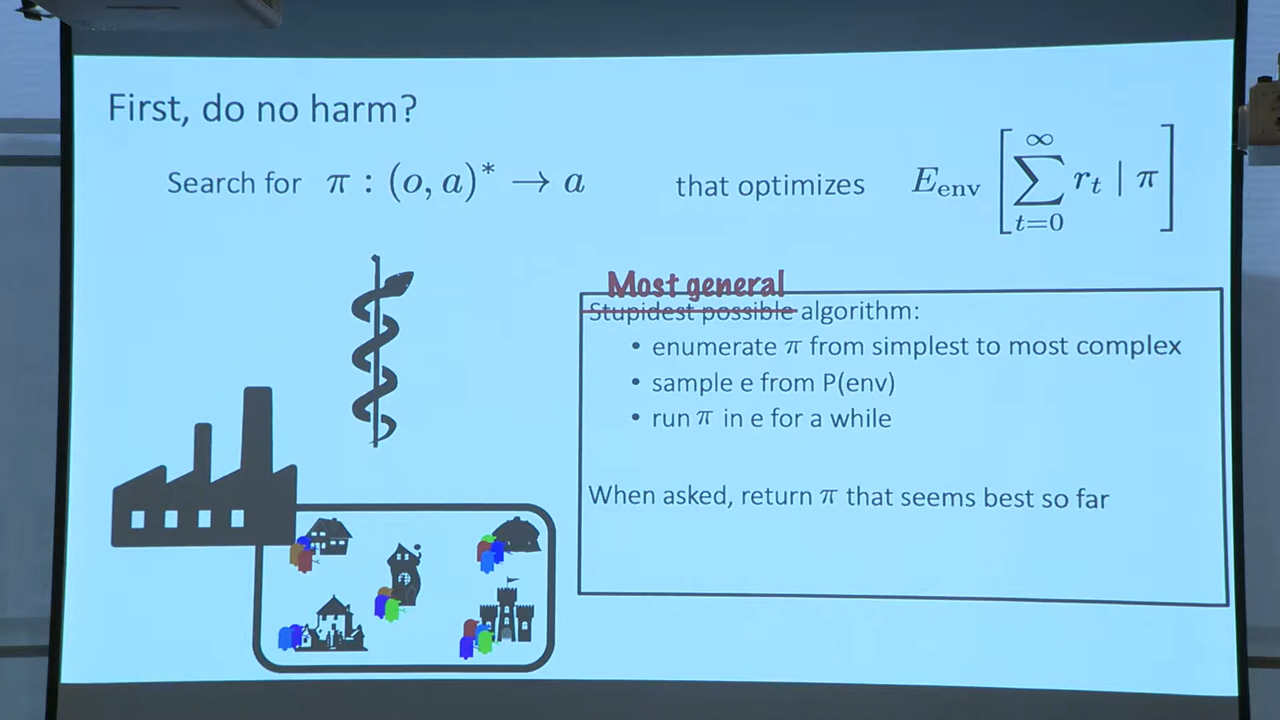 First, do no harm?
Search for π : (o, a)* → a that optimizes E_env [ ∑_{t=0}^{∞} r_t | π ]
Most general
Stupidest possible algorithm:
• enumerate π from simplest to most complex
• sample e from P(env)
• run π in e for a while
When asked, return π that seems best so far